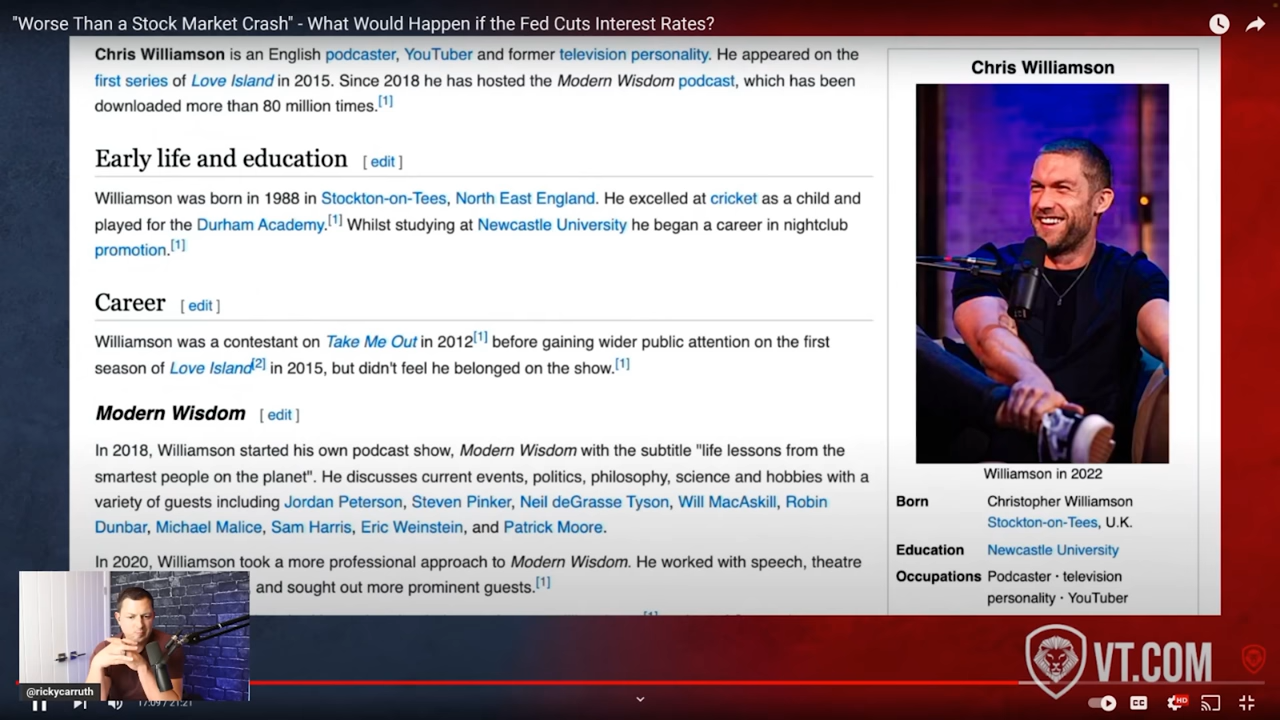 "Worse Than a Stock Market Crash" - What Would Happen if the Fed Cuts Interest Rates?
Chris Williamson is an English podcaster, YouTuber and former television personality. He appeared on the
first series of Love Island in 2015. Since 2018 he has hosted the Modern Wisdom podcast, which has been
downloaded more than 80 million times.[1]
Early life and education [ edit ]
Williamson was born in 1988 in Stockton-on-Tees, North East England. He excelled at cricket as a child and
played for the Durham Academy.[1] Whilst studying at Newcastle University he began a career in nightclub
promotion.[1]
Career [ edit ]
Williamson was a contestant on Take Me Out in 2012[1] before gaining wider public attention on the first
season of Love Island[2] in 2015, but didn't feel he belonged on the show.[1]
Modern Wisdom [ edit ]
In 2018, Williamson started his own podcast show, Modern Wisdom with the subtitle "life lessons from the
smartest people on the planet". He discusses current events, politics, philosophy, science and hobbies with a
variety of guests including Jordan Peterson, Steven Pinker, Neil deGrasse Tyson, Will MacAskill, Robin
Dunbar, Michael Malice, Sam Harris, Eric Weinstein, and Patrick Moore.
In 2020, Williamson took a more professional approach to Modern Wisdom. He worked with speech, theatre
and sought out more prominent guests.[1]
Chris Williamson
Williamson in 2022
Born Christopher Williamson
Stockton-on-Tees, U.K.
Education Newcastle University
Occupations Podcaster · television
personality · YouTuber
VT.COM
@rickycarruth
17:09 / 21:21
CC
HD